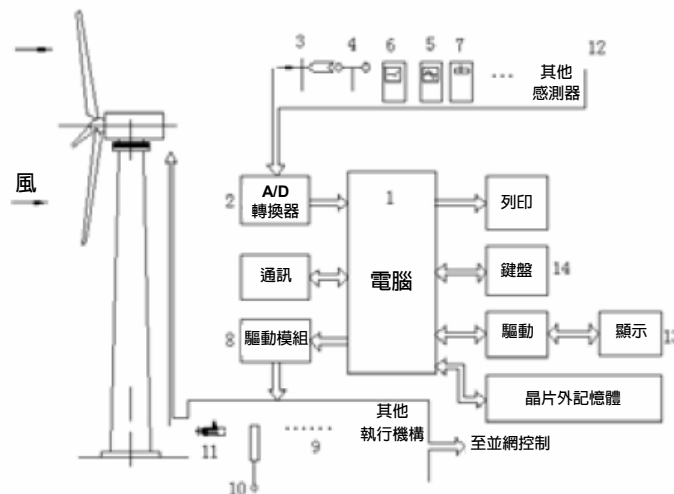 3 4 6 5 7 … 其他 12
感測器
風
2 A/D
轉換器
1
電腦
列印
通訊
鍵盤 14
8 驅動模組
驅動
顯示
晶片外記憶體
11
10
…… 9
其他
執行機構
至並網控制